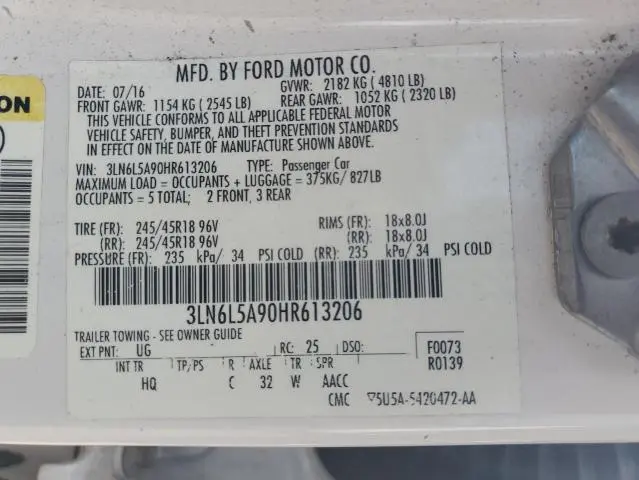 ON
MFD. BY FORD MOTOR CO.
DATE: 07/16 GVWR: 2182 KG ( 4810 LB)
FRONT GAWR: 1154 KG ( 2545 LB) REAR GAWR: 1052 KG ( 2320 LB)
THIS VEHICLE CONFORMS TO ALL APPLICABLE FEDERAL MOTOR
VEHICLE SAFETY, BUMPER, AND THEFT PREVENTION STANDARDS
IN EFFECT ON THE DATE OF MANUFACTURE SHOWN ABOVE.
VIN: 3LN6L5A90HR613206 TYPE: Passenger Car
MAXIMUM LOAD = OCCUPANTS + LUGGAGE = 375KG/ 827LB
OCCUPANTS = 5 TOTAL; 2 FRONT, 3 REAR
TIRE (FR): 245/45R18 96V RIMS (FR): 18x8.0J
(RR): 245/45R18 96V (RR): 18x8.0J
PRESSURE (FR): 235 kPa/ 34 PSI COLD (RR): 235 kPa/ 34 PSI COLD
3LN6L5A90HR613206
TRAILER TOWING - SEE OWNER GUIDE
EXT PNT: UG RC: 25 DSO: F0073
INT TR TP/PS R AXLE TR SPR R0139
HQ C 32 W AACC
CMC 5U5A-5420472-AA